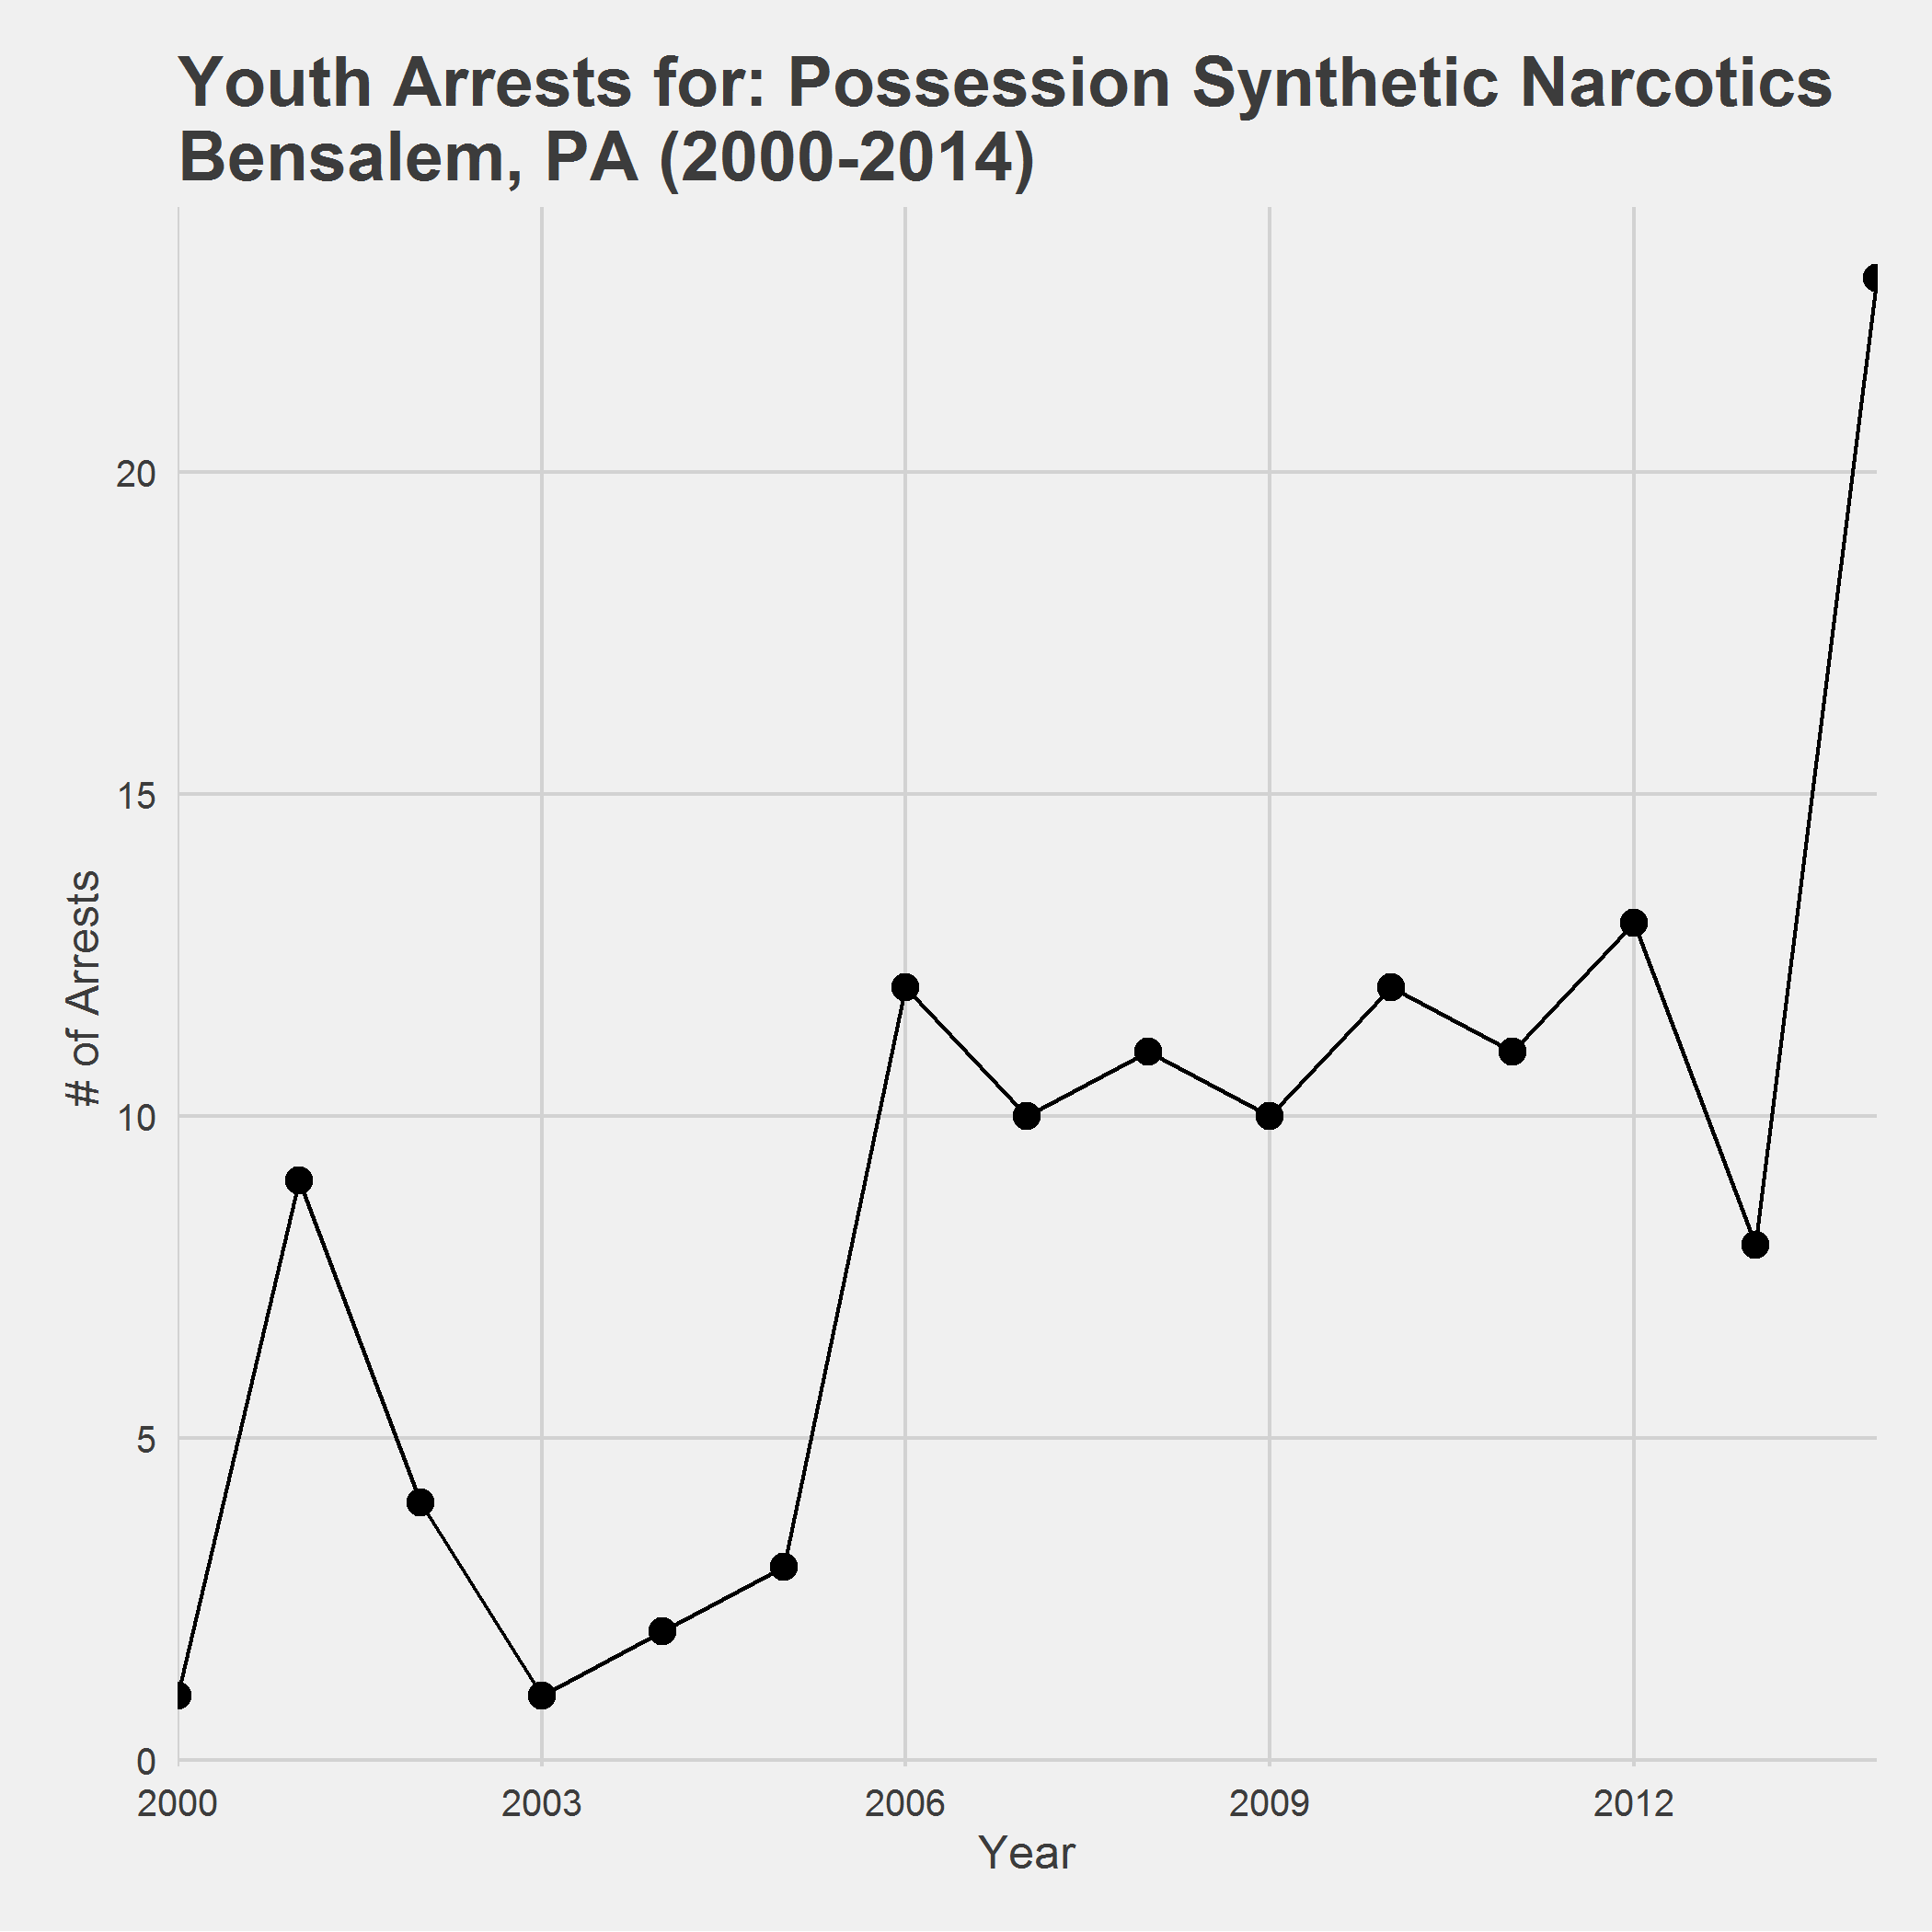 Youth Arrests for: Possession Synthetic Narcotics
Bensalem, PA (2000-2014)
20
15
10
5
0
# of Arrests
2000 2003 2006 2009 2012
Year